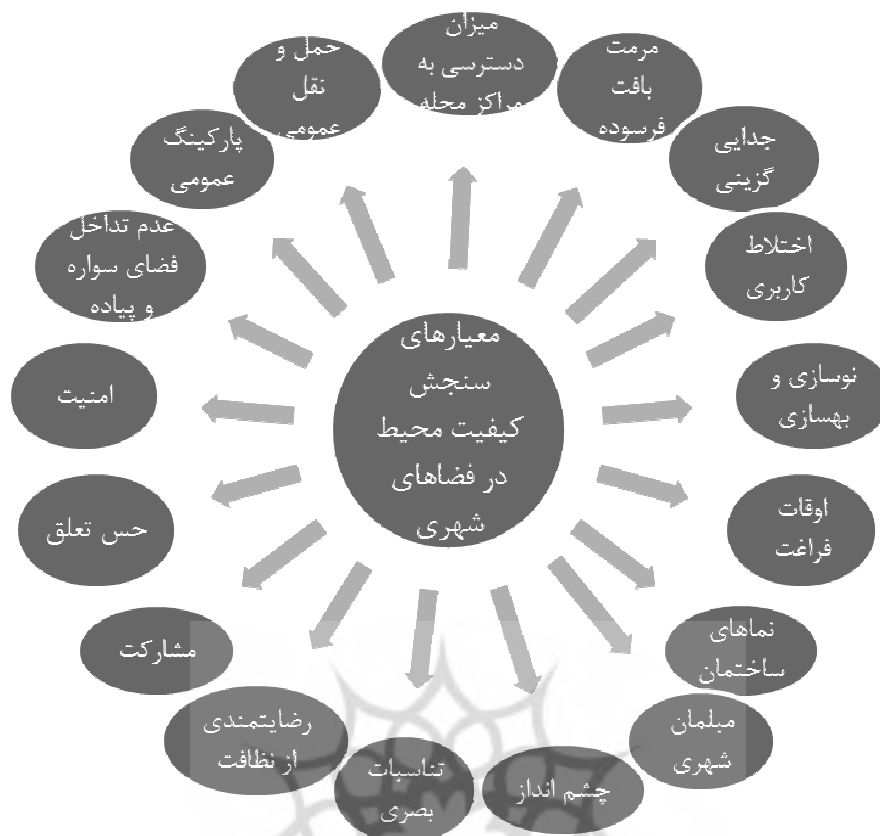 معیارهای
سنجش
کیفیت محیط
در فضاهای
شهری
میزان
دسترسی به
مراکز محله
مرمت
بافت
فرسوده
جدایی
گزینی
اختلاط
کاربری
نوسازی و
بهسازی
اوقات
فراغت
نماهای
ساختمان
مبلمان
شهری
چشم انداز
تناسبات
بصری
رضایتمندی
از نظافت
مشارکت
حس تعلق
امنیت
عدم تداخل
فضای سواره
و پیاده
پارکینگ
عمومی
حمل و
نقل
عمومی